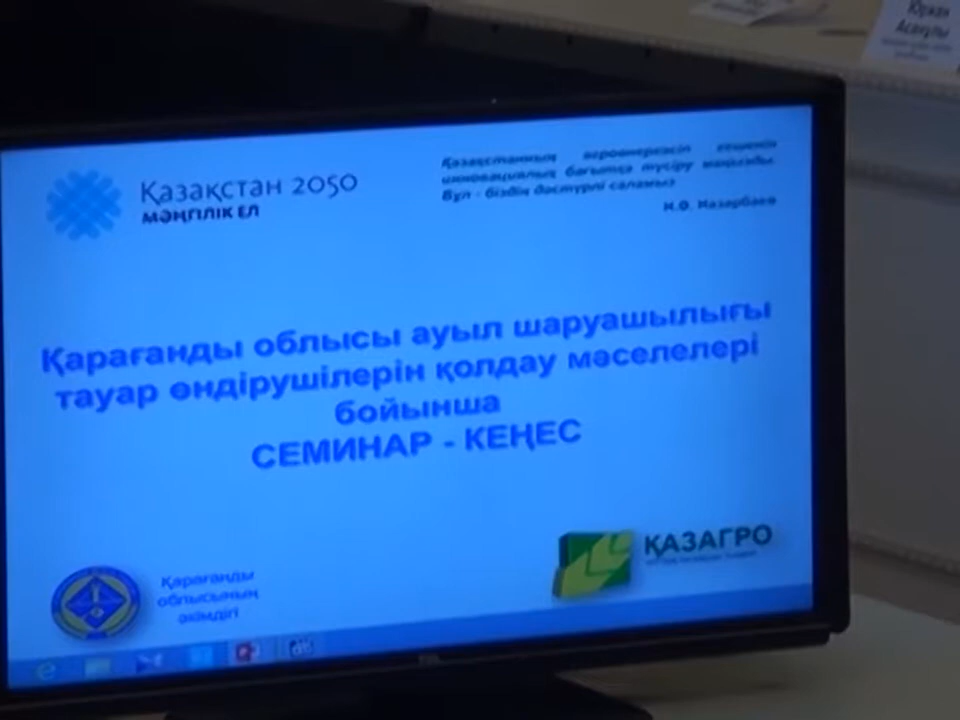 Қазақстан 2050
МӘҢГІЛІК ЕЛ
Қазақстанның агроөнеркәсіп кешенін
инновациялық бағытқа түсіру маңызды.
Бұл - біздің дәстүрлі саламыз
Н.Ә. Назарбаев
Қарағанды облысы ауыл шаруашылығы
тауар өндірушілерін қолдау мәселелері
бойынша
СЕМИНАР - КЕҢЕС
Қарағанды
облысының
әкімдігі
ҚАЗАГРО